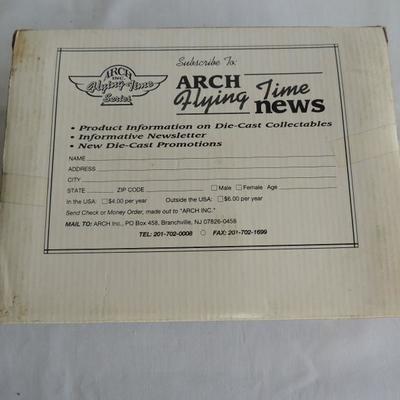 Subscribe To:
ARCH
INC.
Flying Time
Series
ARCH
Flying Time
news
• Product Information on Die-Cast Collectables
• Informative Newsletter
• New Die-Cast Promotions
NAME
ADDRESS
CITY
STATE ZIP CODE □ Male □ Female Age
In the USA: □ $4.00 per year Outside the USA: □ $6.00 per year
Send Check or Money Order, made out to "ARCH INC."
MAIL TO: ARCH Inc., PO Box 458, Branchville, NJ 07826-0458
TEL: 201-702-0008 ○ FAX: 201-702-1699